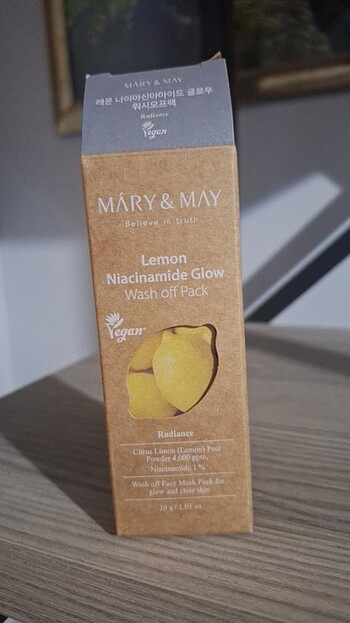 MARY & MAY
레몬 나이아신아마이드 글로우
워시오프팩
Radiance
Vegan
MÁRY & MAY
Believe in truth
Lemon
Niacinamide Glow
Wash off Pack
Vegan
Radiance
Citrus Limon (Lemon) Peel
Powder 4,000 ppm,
Niacinamide 1 %
Wash off Face Mask Pack for
glow and clear skin
30 g / 1.05 oz